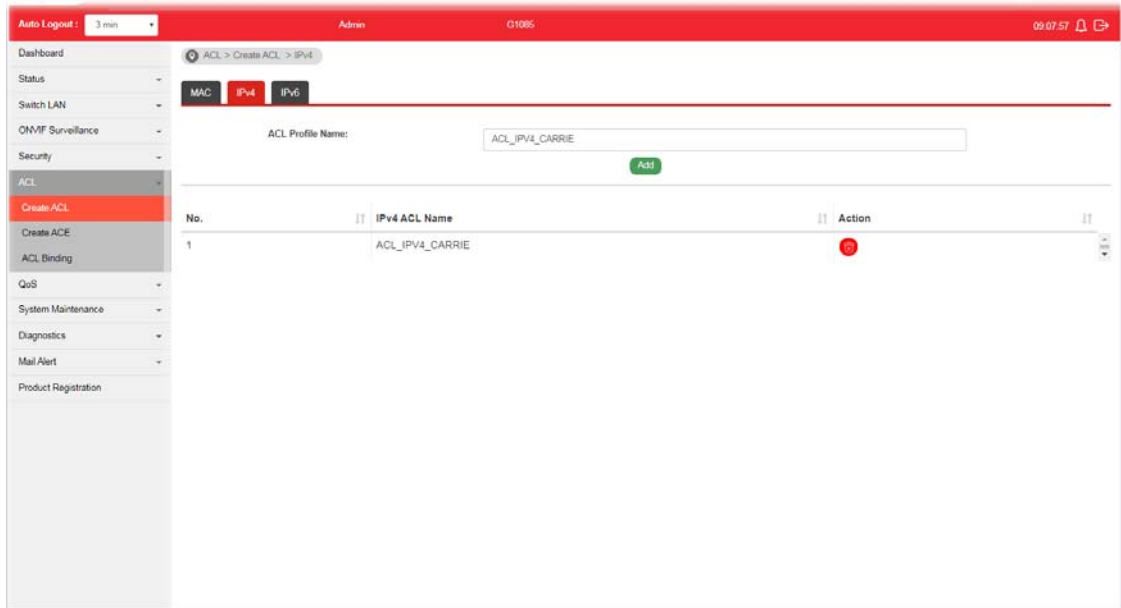 Auto Logout : 3 min Admin G1085 09:07:57
Dashboard
Status
Switch LAN
ONVIF Surveillance
Security
ACL
Create ACL
Create ACE
ACL Binding
QoS
System Maintenance
Diagnostics
Mail Alert
Product Registration
ACL > Create ACL > IPv4
MAC IPv4 IPv6
ACL Profile Name: ACL_IPV4_CARRIE
Add
No. IPv4 ACL Name Action
1 ACL_IPV4_CARRIE